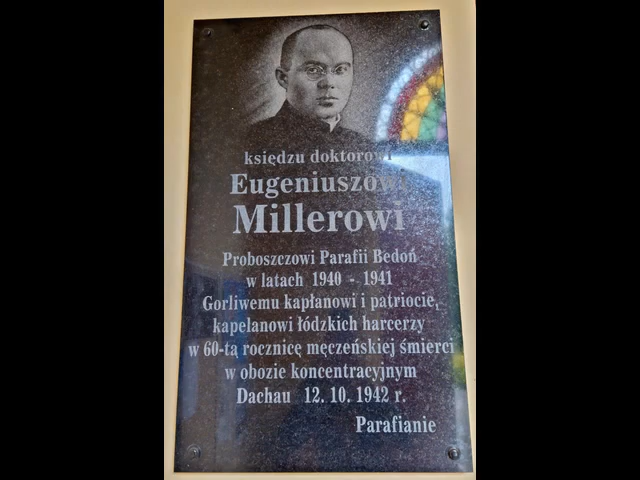 księdzu doktorowi
Eugeniuszowi
Millerowi
Proboszczowi Parafii Bedoń
w latach 1940 - 1941
Gorliwemu kapłanowi i patriocie,
kapelanowi łódzkich harcerzy
w 60-tą rocznicę męczeńskiej śmierci
w obozie koncentracyjnym
Dachau 12. 10. 1942 r.
Parafianie